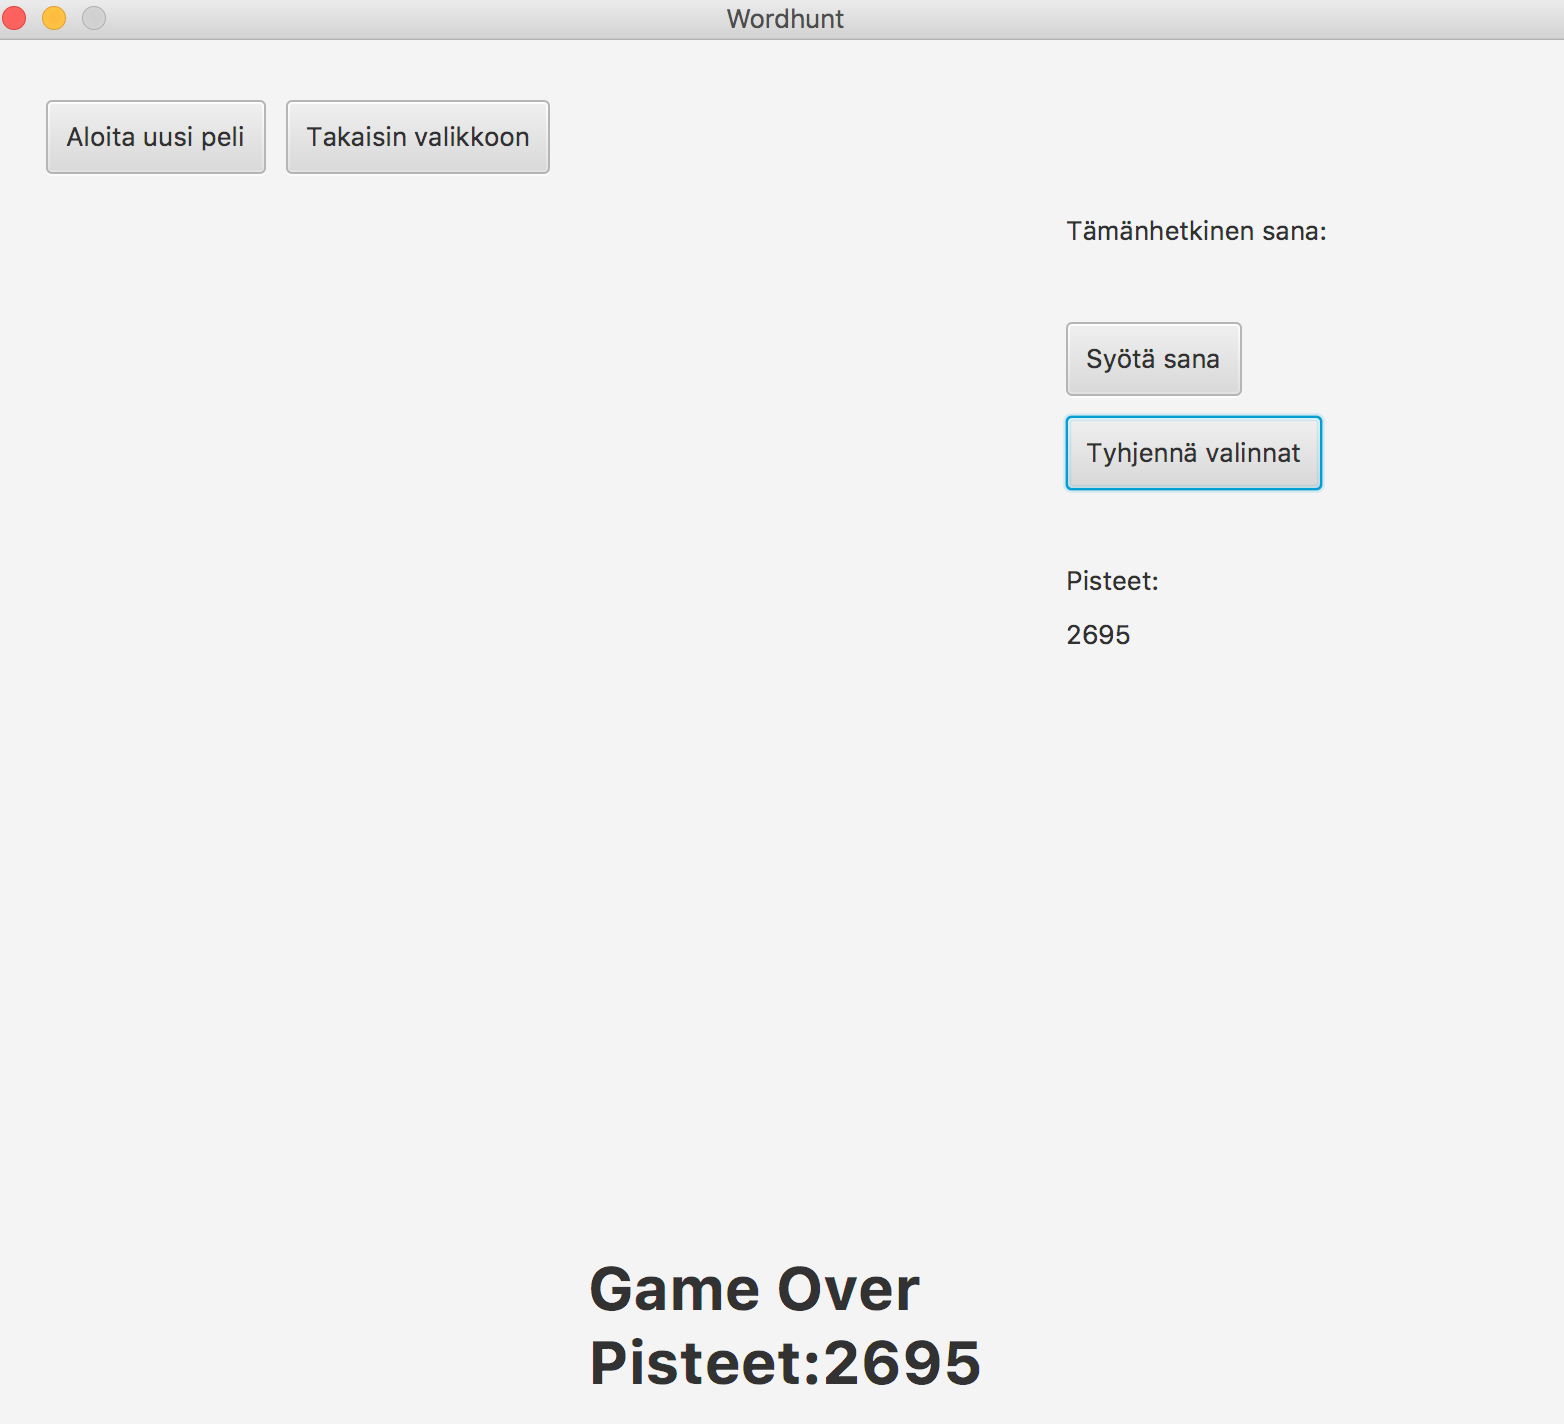 Wordhunt
Aloita uusi peli
Takaisin valikkoon
Tämänhetkinen sana:
Syötä sana
Tyhjennä valinnat
Pisteet:
2695
Game Over
Pisteet:2695